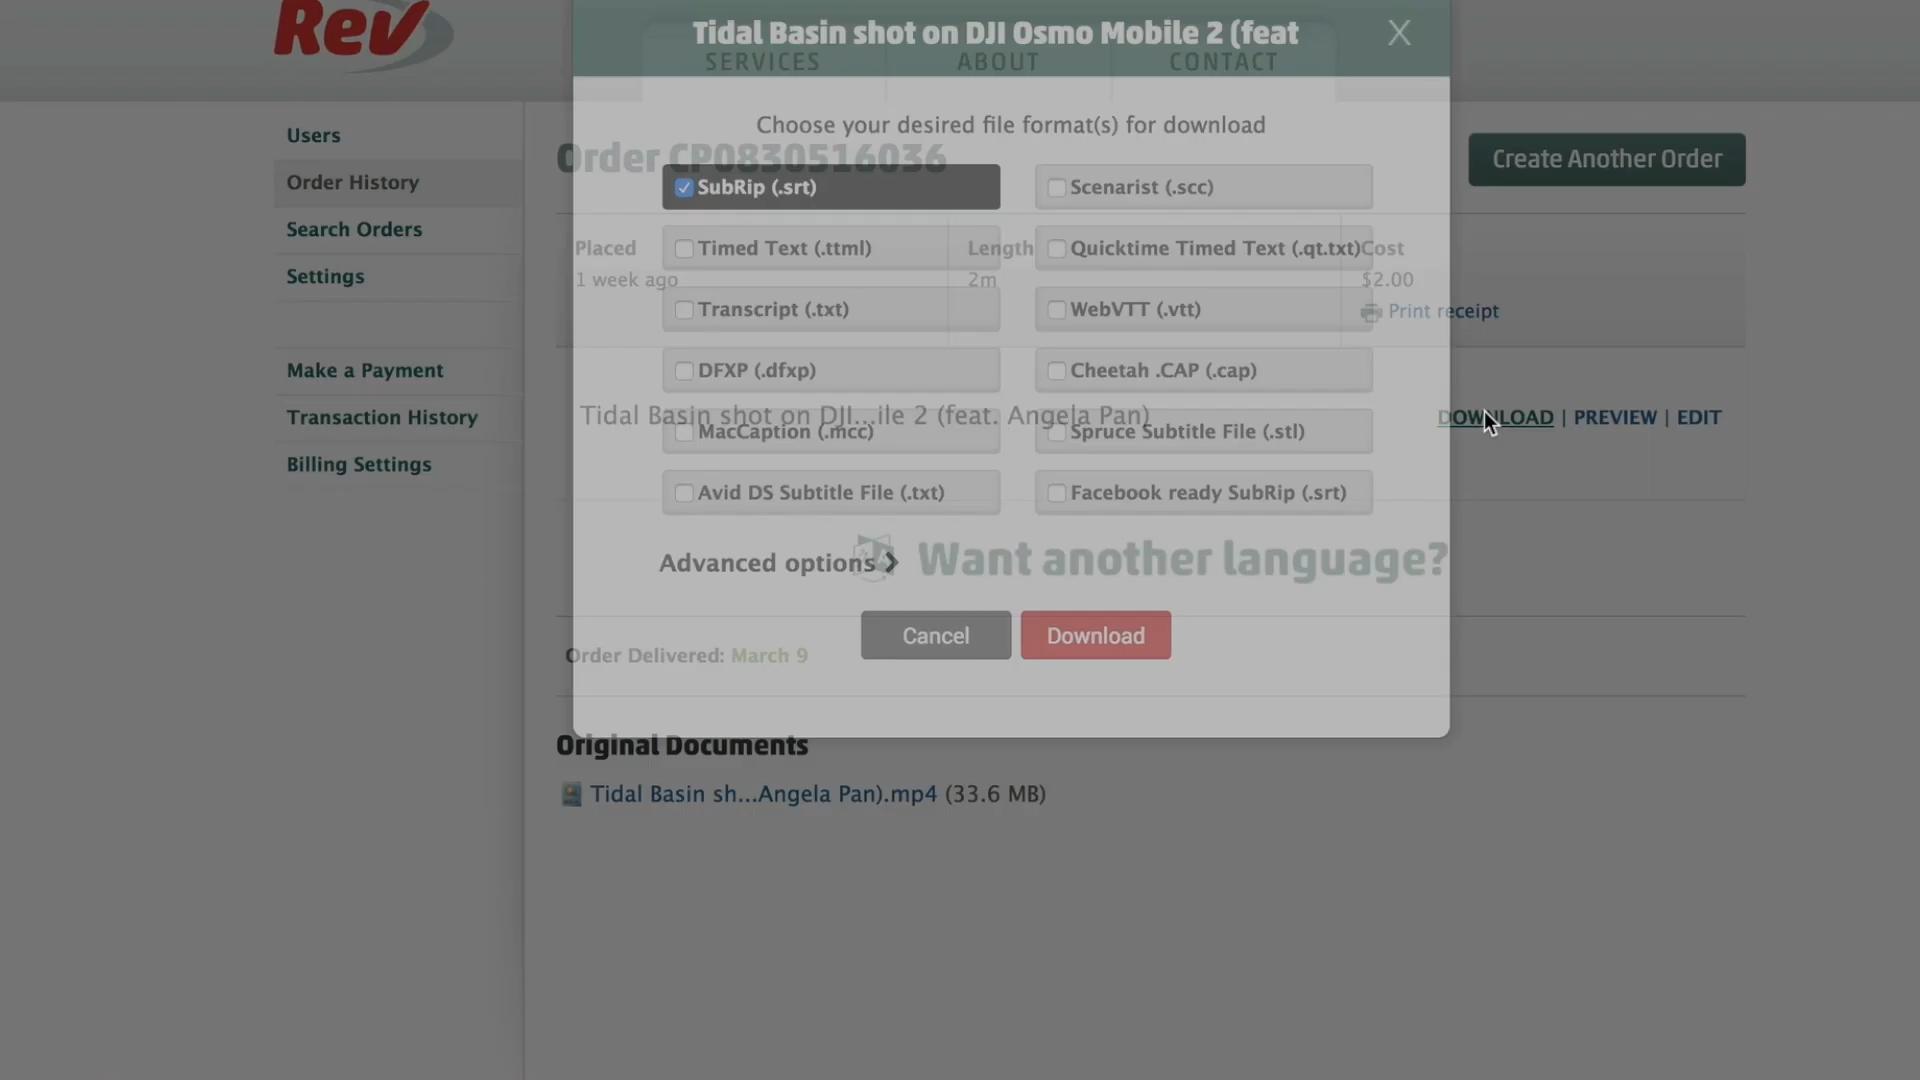 Rev
Tidal Basin shot on DJI Osmo Mobile 2 (feat
X
SERVICES
ABOUT
CONTACT
Users
Order History
Search Orders
Settings
Make a Payment
Transaction History
Billing Settings
Choose your desired file format(s) for download
Order CP0830516036
Create Another Order
SubRip (.srt)
Scenarist (.scc)
Placed
Timed Text (.ttml)
Length
Quicktime Timed Text (.qt.txt)
Cost
1 week ago
2m
$2.00
Transcript (.txt)
WebVTT (.vtt)
Print receipt
DFXP (.dfxp)
Cheetah .CAP (.cap)
Tidal Basin shot on DJI...ile 2 (feat. Angela Pan)
DOWNLOAD | PREVIEW | EDIT
MacCaption (.mcc)
Spruce Subtitle File (.stl)
Avid DS Subtitle File (.txt)
Facebook ready SubRip (.srt)
Advanced options
Want another language?
Cancel
Download
Order Delivered: March 9
Original Documents
Tidal Basin sh...Angela Pan).mp4 (33.6 MB)